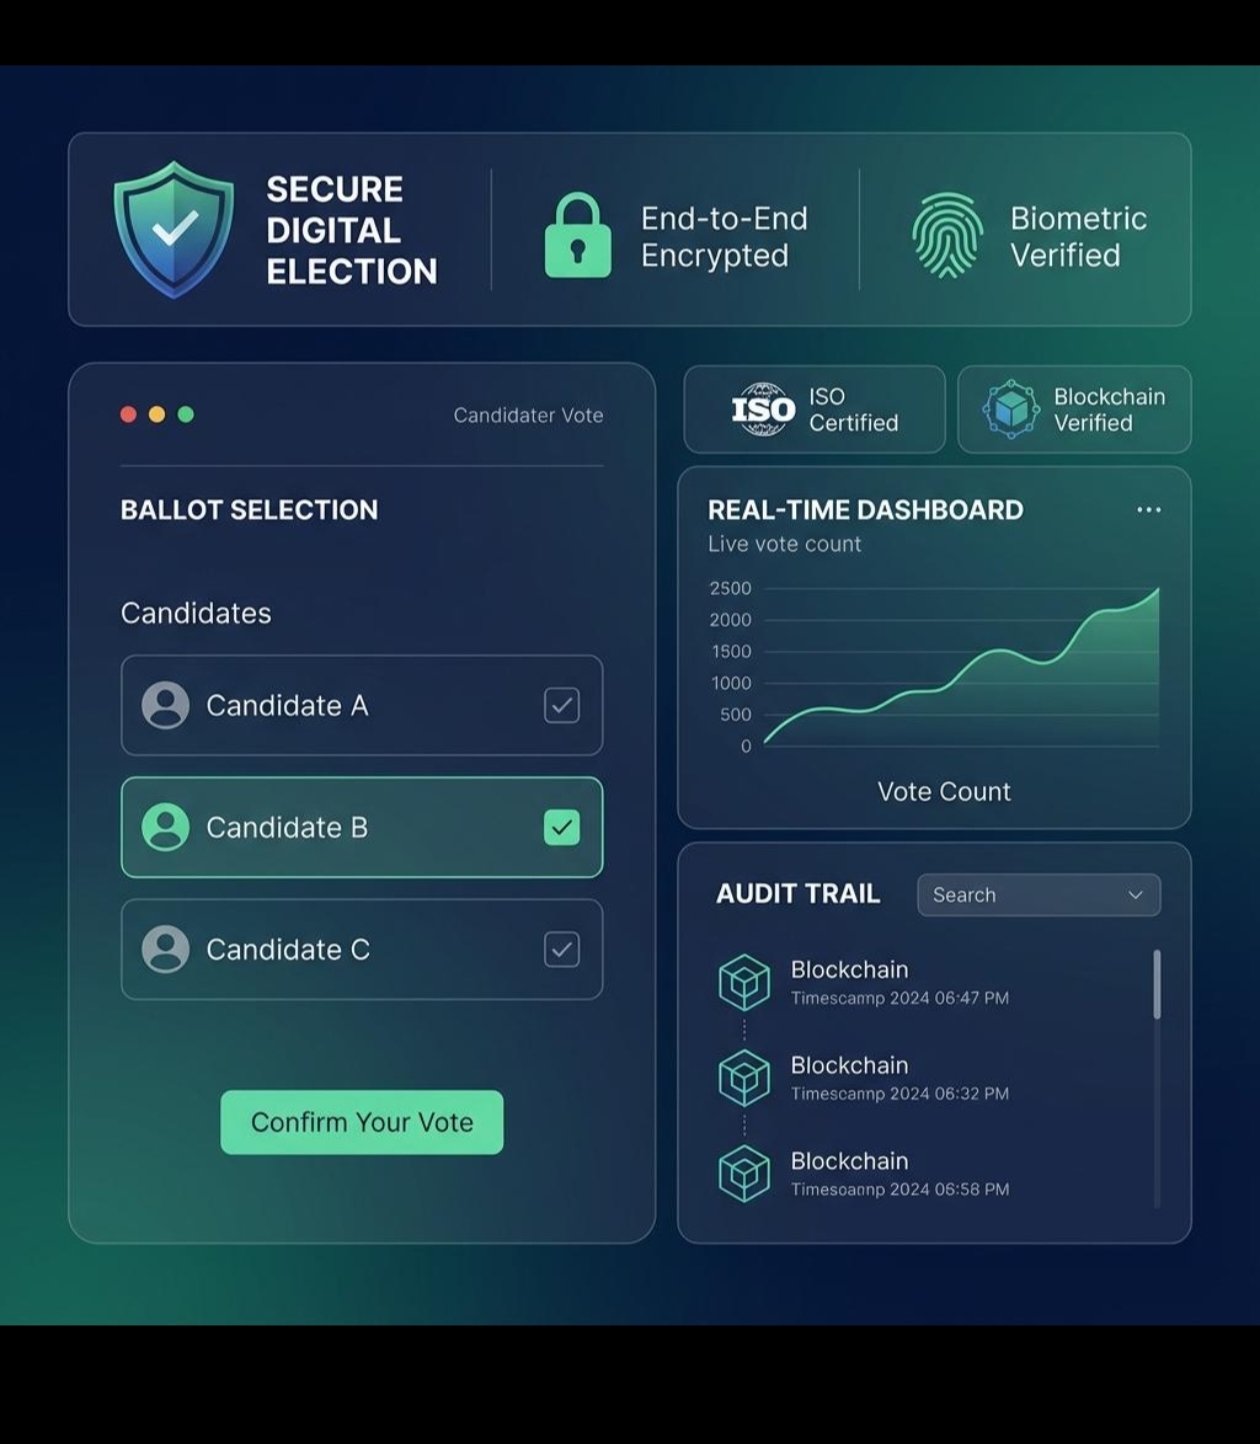 SECURE
DIGITAL
ELECTION
End-to-End
Encrypted
Biometric
Verified
Candidater Vote
BALLOT SELECTION
Candidates
Candidate A
Candidate B
Candidate C
Confirm Your Vote
ISO
ISO
Certified
Blockchain
Verified
REAL-TIME DASHBOARD
Live vote count
2500
2000
1500
1000
500
0
Vote Count
AUDIT TRAIL
Search
Blockchain
Timescamp 2024 06:47 PM
Blockchain
Timescamp 2024 06:32 PM
Blockchain
Timesoamp 2024 06:58 PM